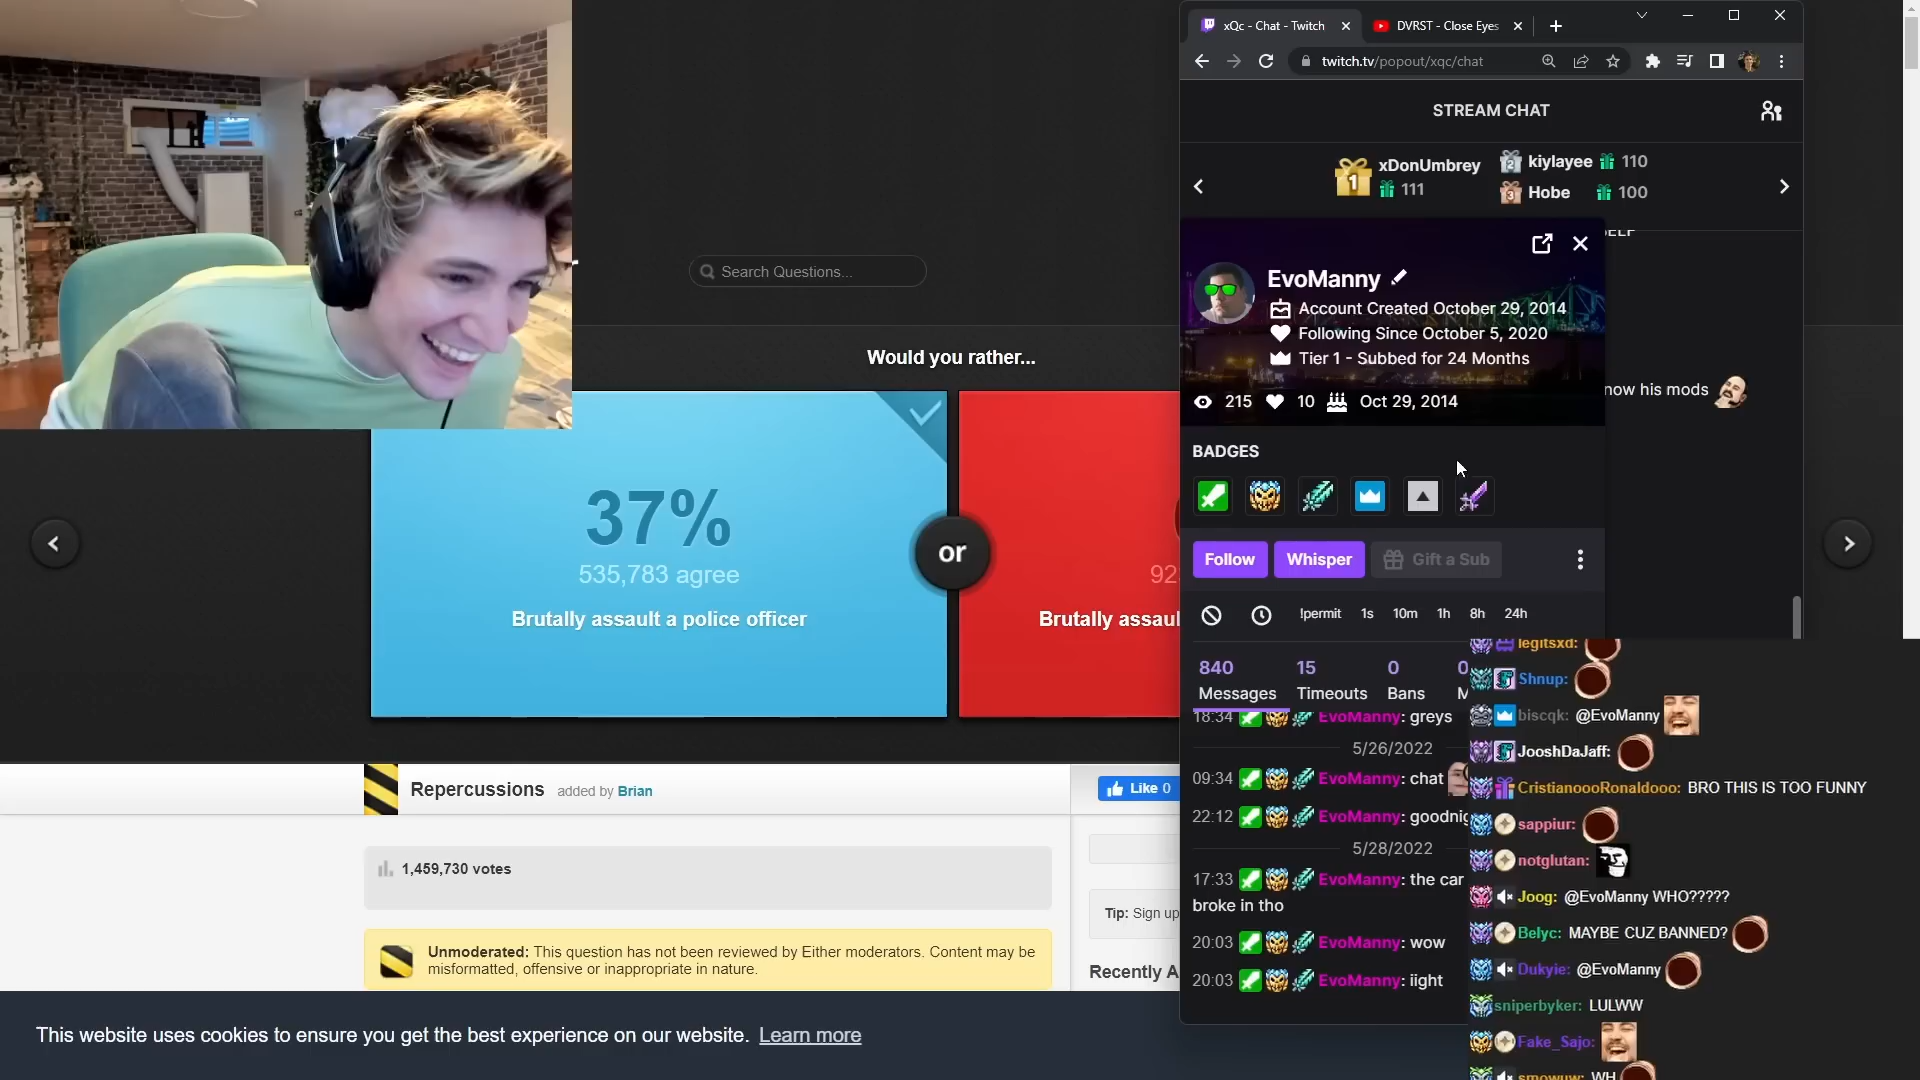 xQc - Chat - Twitch
DVRST - Close Eyes
twitch.tv/popout/xqc/chat
STREAM CHAT
1 xDonUmbrey 111
2 kiylayee 110
3 Hobe 100
Search Questions...
Would you rather...
37%
535,783 agree
Brutally assault a police officer
or
92
Brutally assaul
EvoManny
Account Created October 29, 2014
Following Since October 5, 2020
Tier 1 - Subbed for 24 Months
215 10 Oct 29, 2014
now his mods
BADGES
Follow Whisper Gift a Sub
!permit 1s 10m 1h 8h 24h
840 15 0 0
Messages Timeouts Bans M
18:34 EvoManny: greys
5/26/2022
09:34 EvoManny: chat
22:12 EvoManny: goodnig
5/28/2022
17:33 EvoManny: the car
broke in tho
20:03 EvoManny: wow
20:03 EvoManny: iight
legitsxd:
Shnup:
biscqk: @EvoManny
JooshDaJaff:
CristianoooRonaldooo: BRO THIS IS TOO FUNNY
sappiur:
notglutan:
Joog: @EvoManny WHO?????
Belyc: MAYBE CUZ BANNED?
Dukyie: @EvoManny
sniperbyker: LULWW
Fake_Sajo:
smowuw: WH
Repercussions added by Brian
Like 0
1,459,730 votes
Tip: Sign up
Unmoderated: This question has not been reviewed by Either moderators. Content may be
misformatted, offensive or inappropriate in nature.
Recently A
This website uses cookies to ensure you get the best experience on our website. Learn more